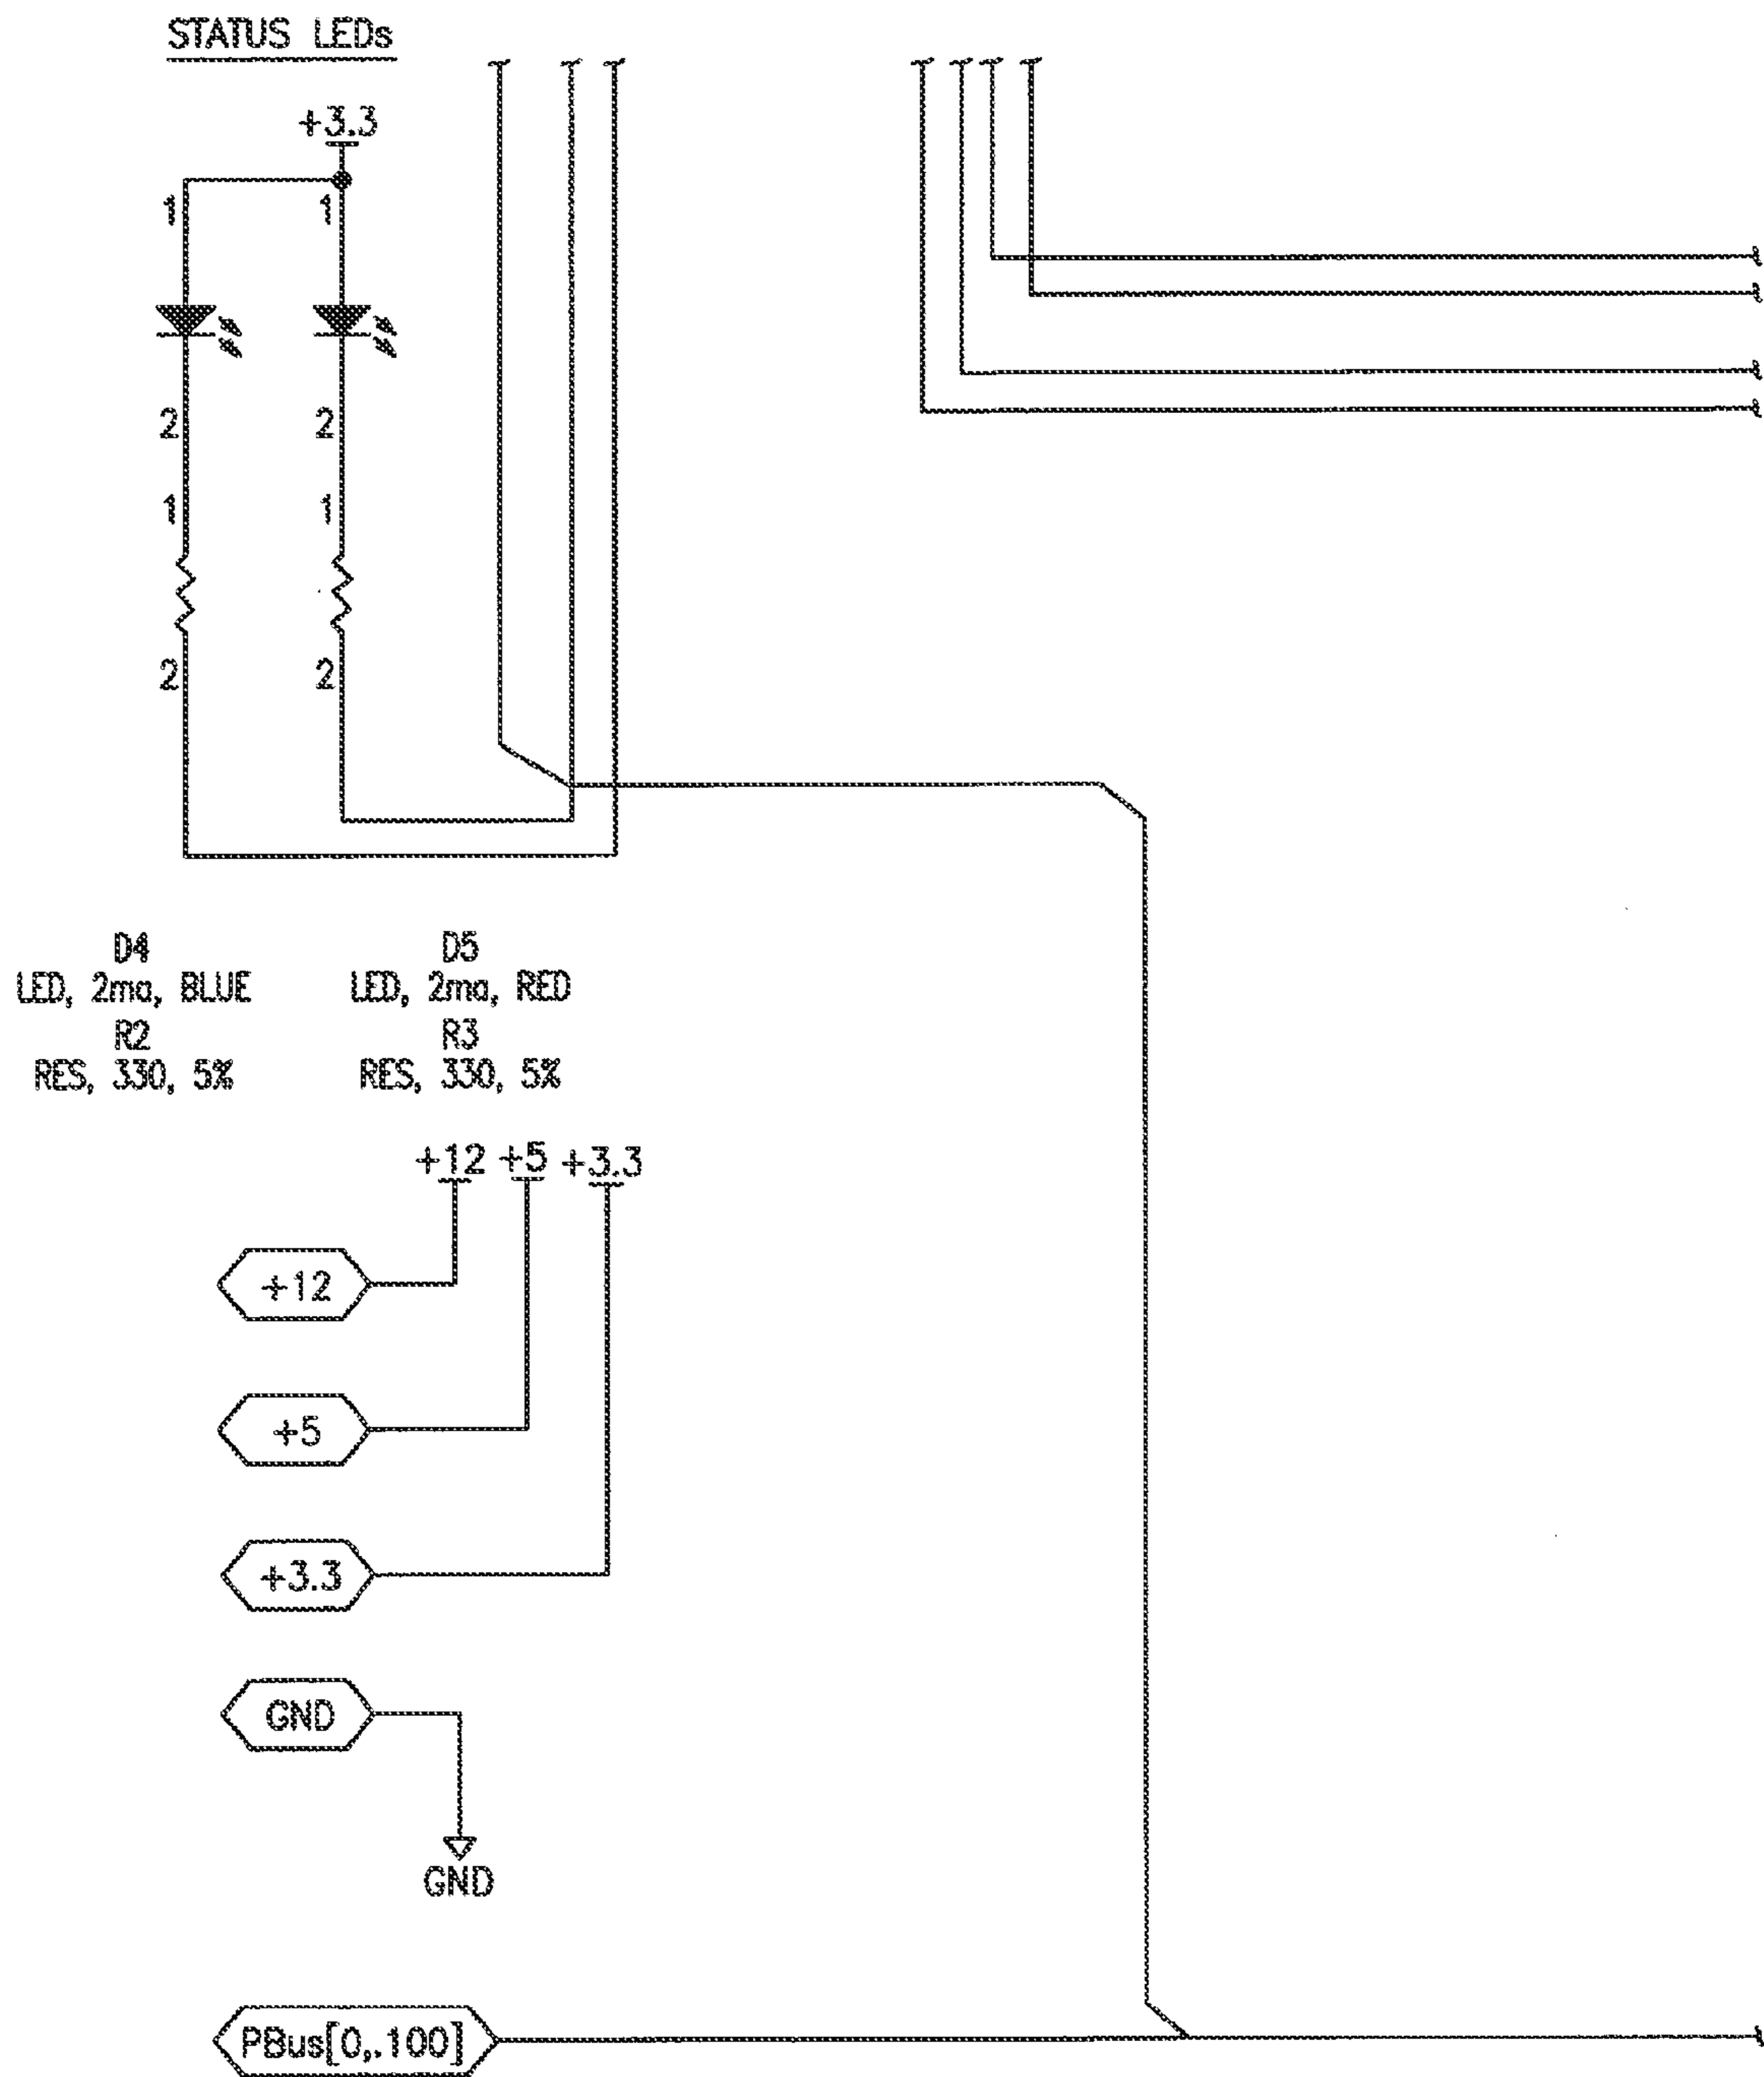 STATUS LEDs
+3.3
1 1
2 2
1 1
2 2
D4 D5
LED, 2ma, BLUE LED, 2ma, RED
R2 R3
RES, 330, 5% RES, 330, 5%
+12 +5 +3.3
+12
+5
+3.3
GND
GND
PBus[0,.100]